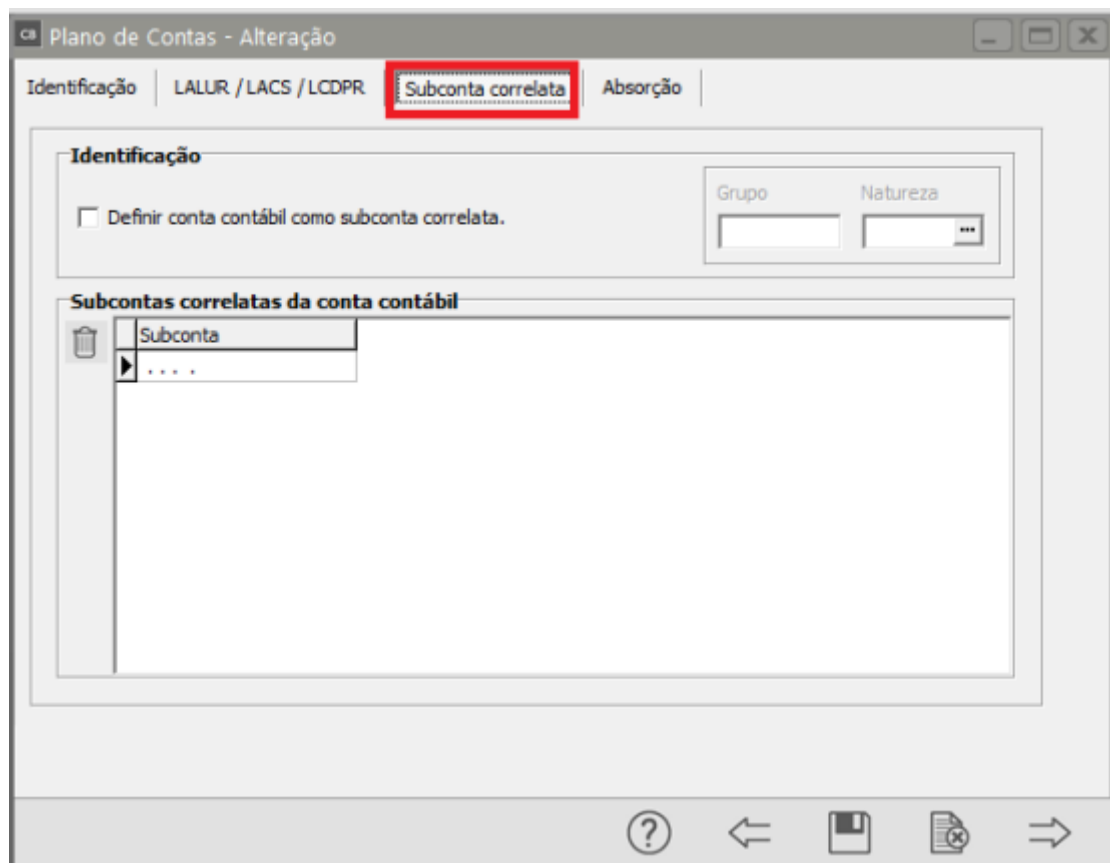 CB Plano de Contas - Alteração
Identificação LALUR / LACS / LCDPR Subconta correlata Absorção
Identificação
Grupo Natureza
Definir conta contábil como subconta correlata.
...
Subcontas correlatas da conta contábil
Subconta
. . . .
?